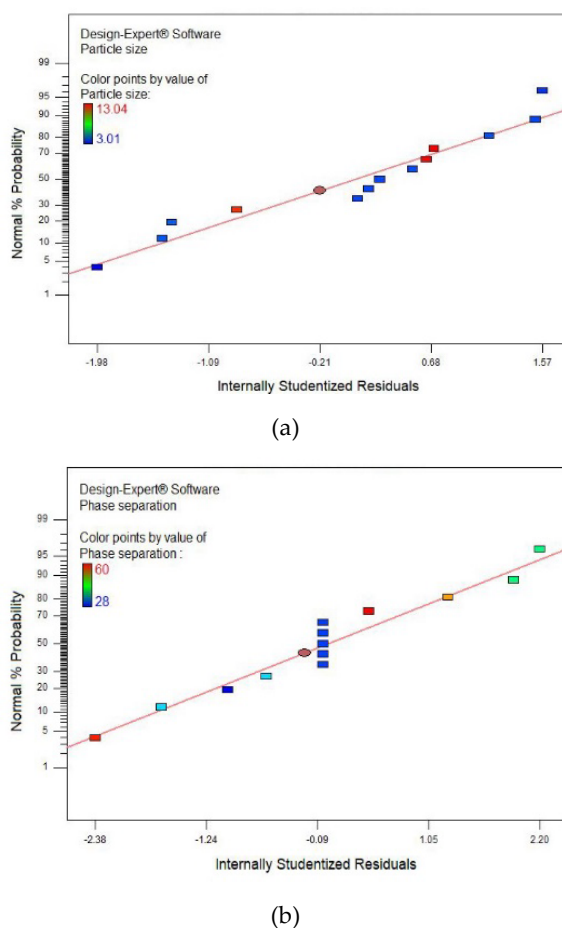 Design-Expert® Software
Particle size
Color points by value of
Particle size:
13.04
3.01
Normal % Probability
99
95
90
80
70
50
30
20
10
5
1
-1.98 -1.09 -0.21 0.68 1.57
Internally Studentized Residuals
(a)
Design-Expert® Software
Phase separation
Color points by value of
Phase separation :
60
28
Normal % Probability
99
95
90
80
70
50
30
20
10
5
1
-2.38 -1.24 -0.09 1.05 2.20
Internally Studentized Residuals
(b)